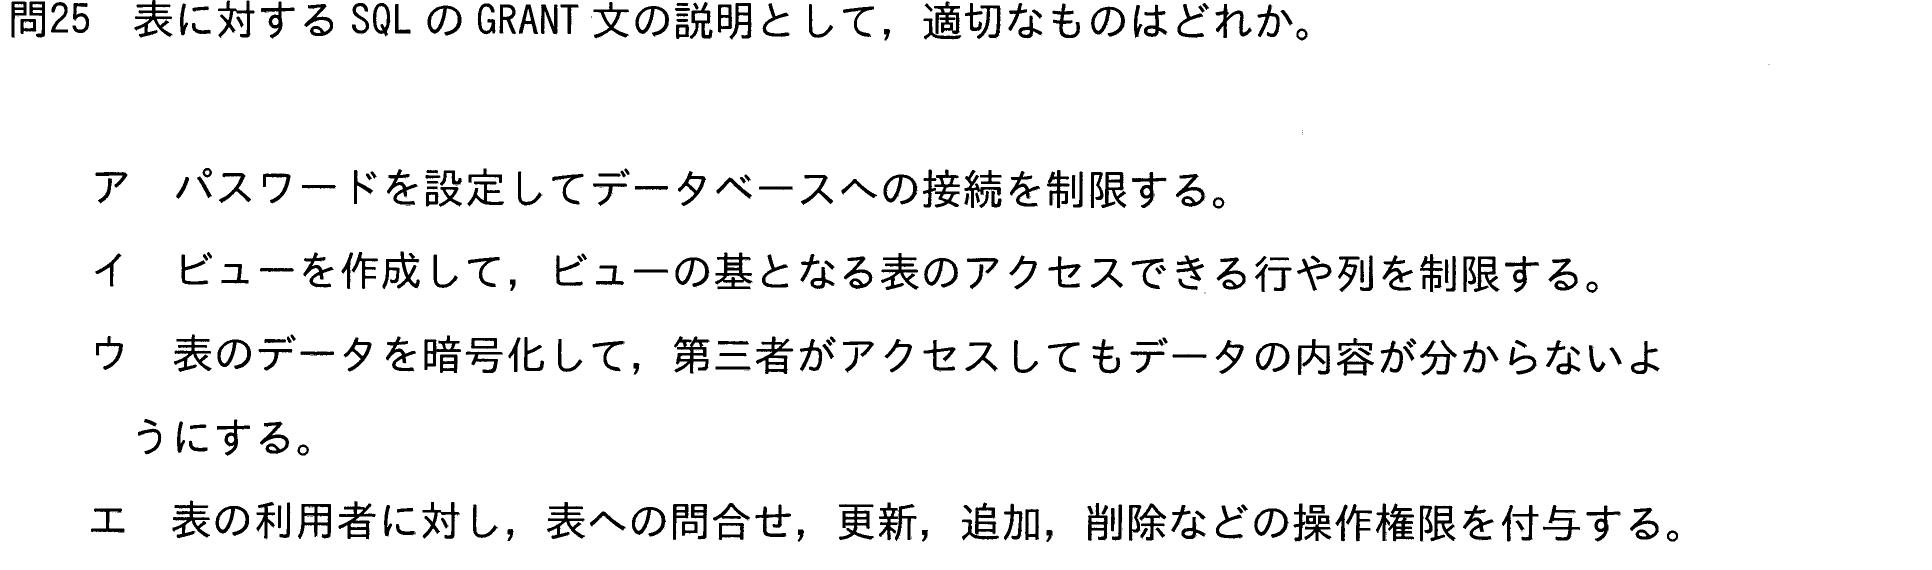 問25　表に対する SQL の GRANT 文の説明として，適切なものはどれか。
ア　パスワードを設定してデータベースへの接続を制限する。
イ　ビューを作成して，ビューの基となる表のアクセスできる行や列を制限する。
ウ　表のデータを暗号化して，第三者がアクセスしてもデータの内容が分からないよ
うにする。
エ　表の利用者に対し，表への問合せ，更新，追加，削除などの操作権限を付与する。